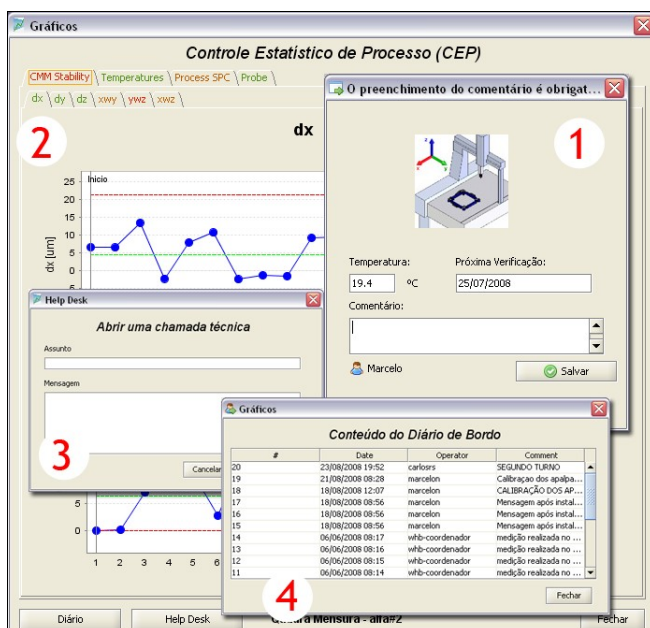 Gráficos
Controle Estatístico de Processo (CEP)
CMM Stability Temperatures Process SPC Probe
dx dy dz xwy ywz xwz
2
dx
Inicio
25
20
15
10
5
0
dx [um]
O preenchimento do comentário é obrigat...
1
Temperatura: Próxima Verificação:
19.4 ºC 25/07/2008
Comentário:
Marcelo Salvar
Help Desk
Abrir uma chamada técnica
Assunto
Mensagem
3
Cancelar
Gráficos
Conteúdo do Diário de Bordo
# Date Operator Comment
20 23/08/2008 19:52 carlosrs SEGUNDO TURNO
19 21/08/2008 08:28 marcelon Calibraçao dos apalpa...
18 18/08/2008 12:07 marcelon CALIBRAÇÃO DOS AP...
17 18/08/2008 08:56 marcelon Mensagem após instal...
16 18/08/2008 08:56 marcelon Mensagem após instal...
15 18/08/2008 08:56 marcelon Mensagem após instal...
14 06/06/2008 08:17 whb-coordenador medição realizada no ...
13 06/06/2008 08:16 whb-coordenador medição realizada no ...
12 06/06/2008 08:15 whb-coordenador medição realizada no ...
11 06/06/2008 08:14 whb-coordenador medição realizada no ...
4
Fechar
5
0
1 2 3 4 5 6
Diário Help Desk Mensura - alfa#2 Fechar